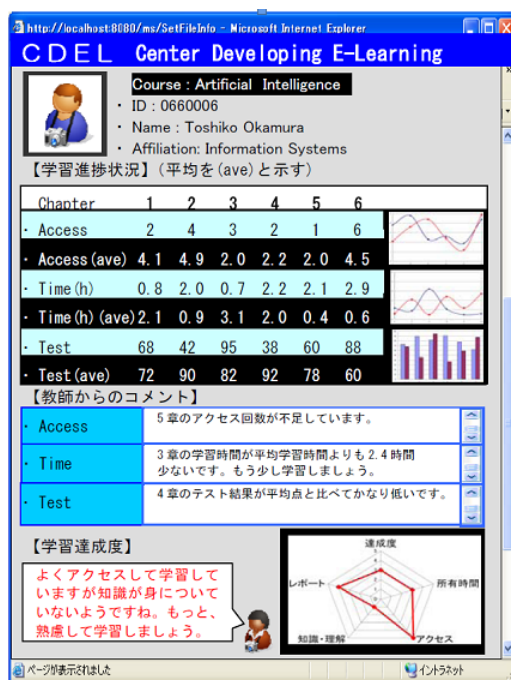 http://localhost:8080/ms/SetFileInfo - Microsoft Internet Explorer
CDEL Center Developing E-Learning
Course : Artificial Intelligence
・ ID : 0660006
・ Name : Toshiko Okamura
・ Affiliation: Information Systems
【学習進捗状況】(平均を(ave)と示す)
Chapter 1 2 3 4 5 6
・ Access 2 4 3 2 1 6
・ Access(ave) 4.1 4.9 2.0 2.2 2.0 4.5
・ Time(h) 0.8 2.0 0.7 2.2 2.1 2.9
・ Time(h)(ave) 2.1 0.9 3.1 2.0 0.4 0.6
・ Test 68 42 95 38 60 88
・ Test(ave) 72 90 82 92 78 60
【教師からのコメント】
・ Access 5章のアクセス回数が不足しています。
・ Time 3章の学習時間が平均学習時間よりも2.4時間
少ないです。もう少し学習しましょう。
・ Test 4章のテスト結果が平均点と比べてかなり低いです。
【学習達成度】
よくアクセスして学習して
いますが知識が身について
いないようですね。もっと、
熟慮して学習しましょう。
達成度
レポート
所有時間
知識・理解
アクセス
ページが表示されました
イントラネット